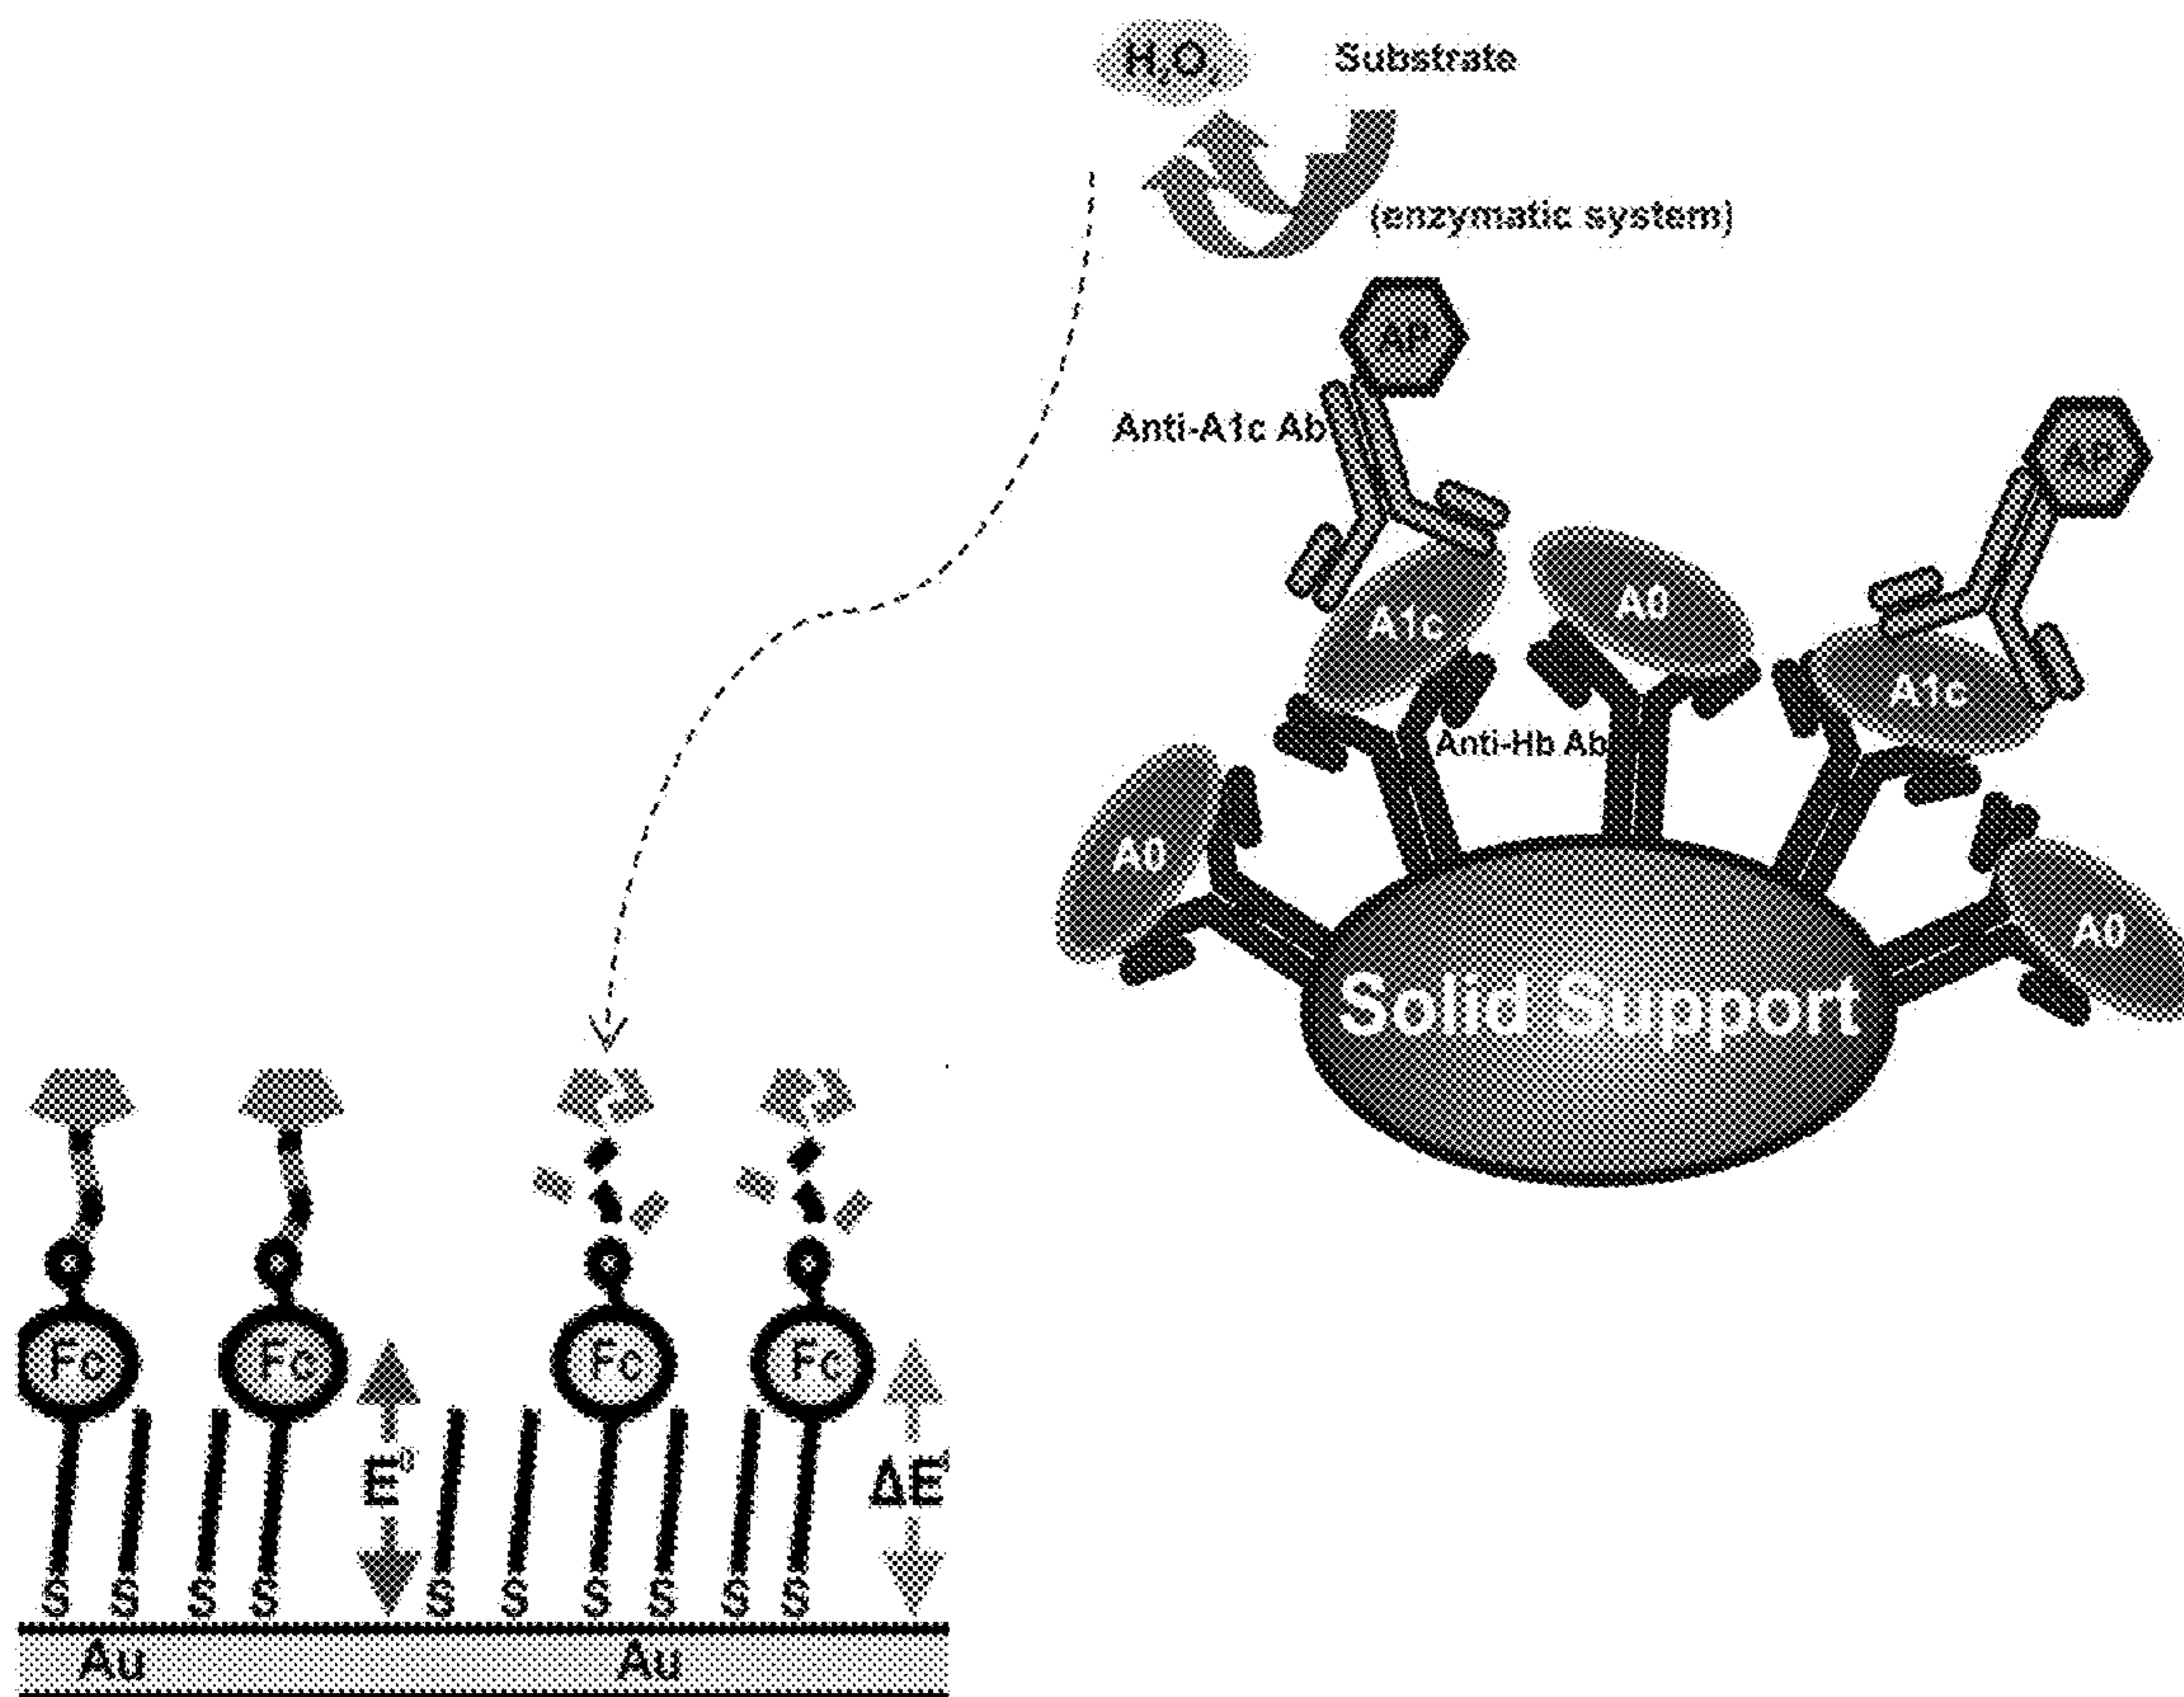 H2O2
Substrate
(enzymatic system)
AP
Anti-A1c Ab
AP
A1c
A0
A1c
Anti-Hb Ab
A0
A0
Solid Support
Fc
Fc
Fc
Fc
E0
ΔE
S S S S S S S S S S
Au
Au